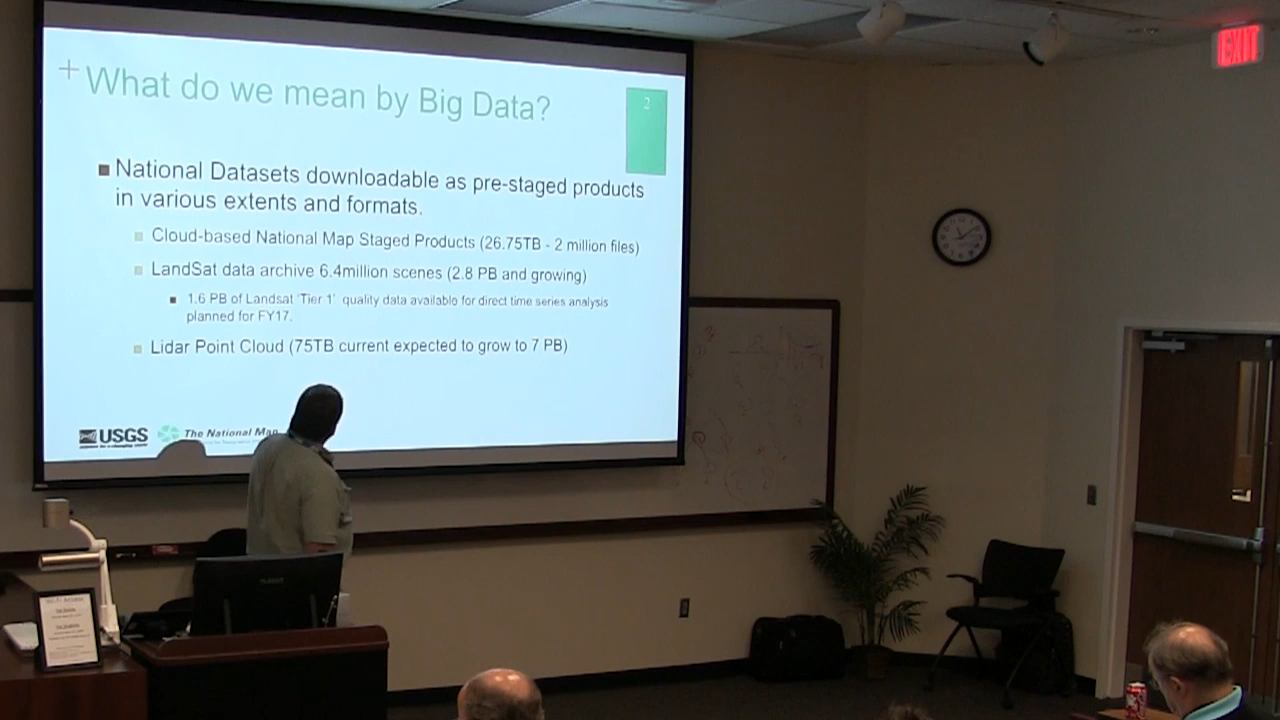 EXIT
+ What do we mean by Big Data?
2
National Datasets downloadable as pre-staged products
in various extents and formats.
Cloud-based National Map Staged Products (26.75TB - 2 million files)
LandSat data archive 6.4million scenes (2.8 PB and growing)
1.6 PB of Landsat 'Tier 1' quality data available for direct time series analysis
planned for FY17.
Lidar Point Cloud (75TB current expected to grow to 7 PB)
USGS
The National Map